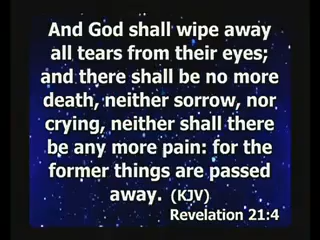 And God shall wipe away
all tears from their eyes;
and there shall be no more
death, neither sorrow, nor
crying, neither shall there
be any more pain: for the
former things are passed
away. (KJV)
Revelation 21:4